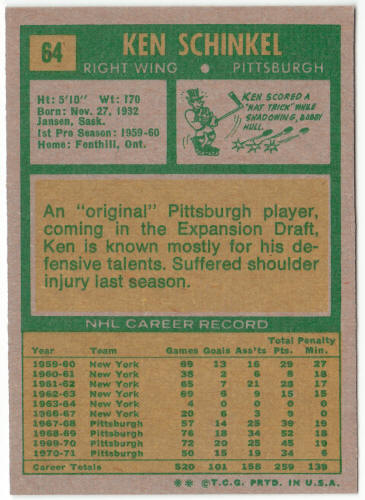 64
KEN SCHINKEL
RIGHT WING • PITTSBURGH
Ht: 5'10" Wt: 170
Born: Nov. 27, 1932
Jansen, Sask.
1st Pro Season: 1959-60
Home: Fenthill, Ont.
KEN SCORED A
"HAT TRICK" WHILE
SHADOWING BOBBY
HULL.
An "original" Pittsburgh player,
coming in the Expansion Draft,
Ken is known mostly for his de-
fensive talents. Suffered shoulder
injury last season.
NHL CAREER RECORD
Total Penalty
Year Team Games Goals Ass'ts Pts. Min.
1959-60 New York 69 13 16 29 27
1960-61 New York 38 2 6 8 18
1961-62 New York 65 7 21 28 17
1962-63 New York 69 6 9 15 15
1963-64 New York 4 0 0 0 0
1966-67 New York 20 6 3 9 0
1967-68 Pittsburgh 57 14 25 39 19
1968-69 Pittsburgh 76 18 34 52 18
1969-70 Pittsburgh 72 20 25 45 19
1970-71 Pittsburgh 50 15 19 34 6
Career Totals 520 101 158 259 139
** © T.C.G. PRTD. IN U.S.A.